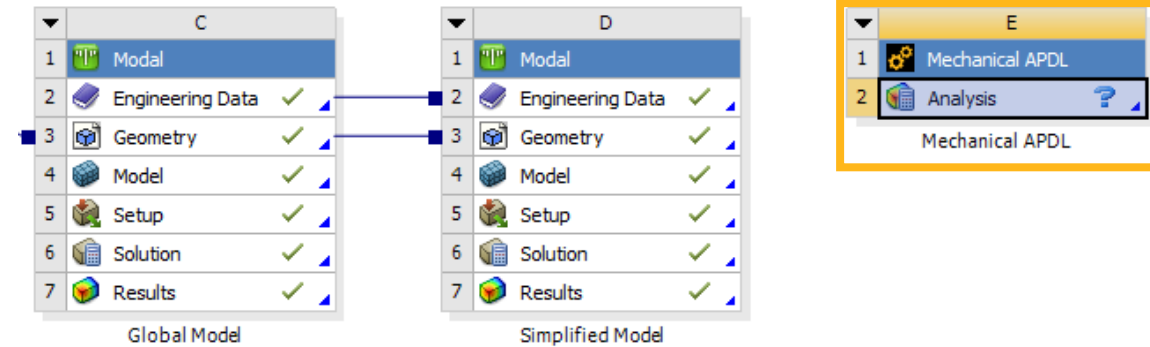 C
1 Modal
2 Engineering Data
3 Geometry
4 Model
5 Setup
6 Solution
7 Results
Global Model
D
1 Modal
2 Engineering Data
3 Geometry
4 Model
5 Setup
6 Solution
7 Results
Simplified Model
E
1 Mechanical APDL
2 Analysis ?
Mechanical APDL